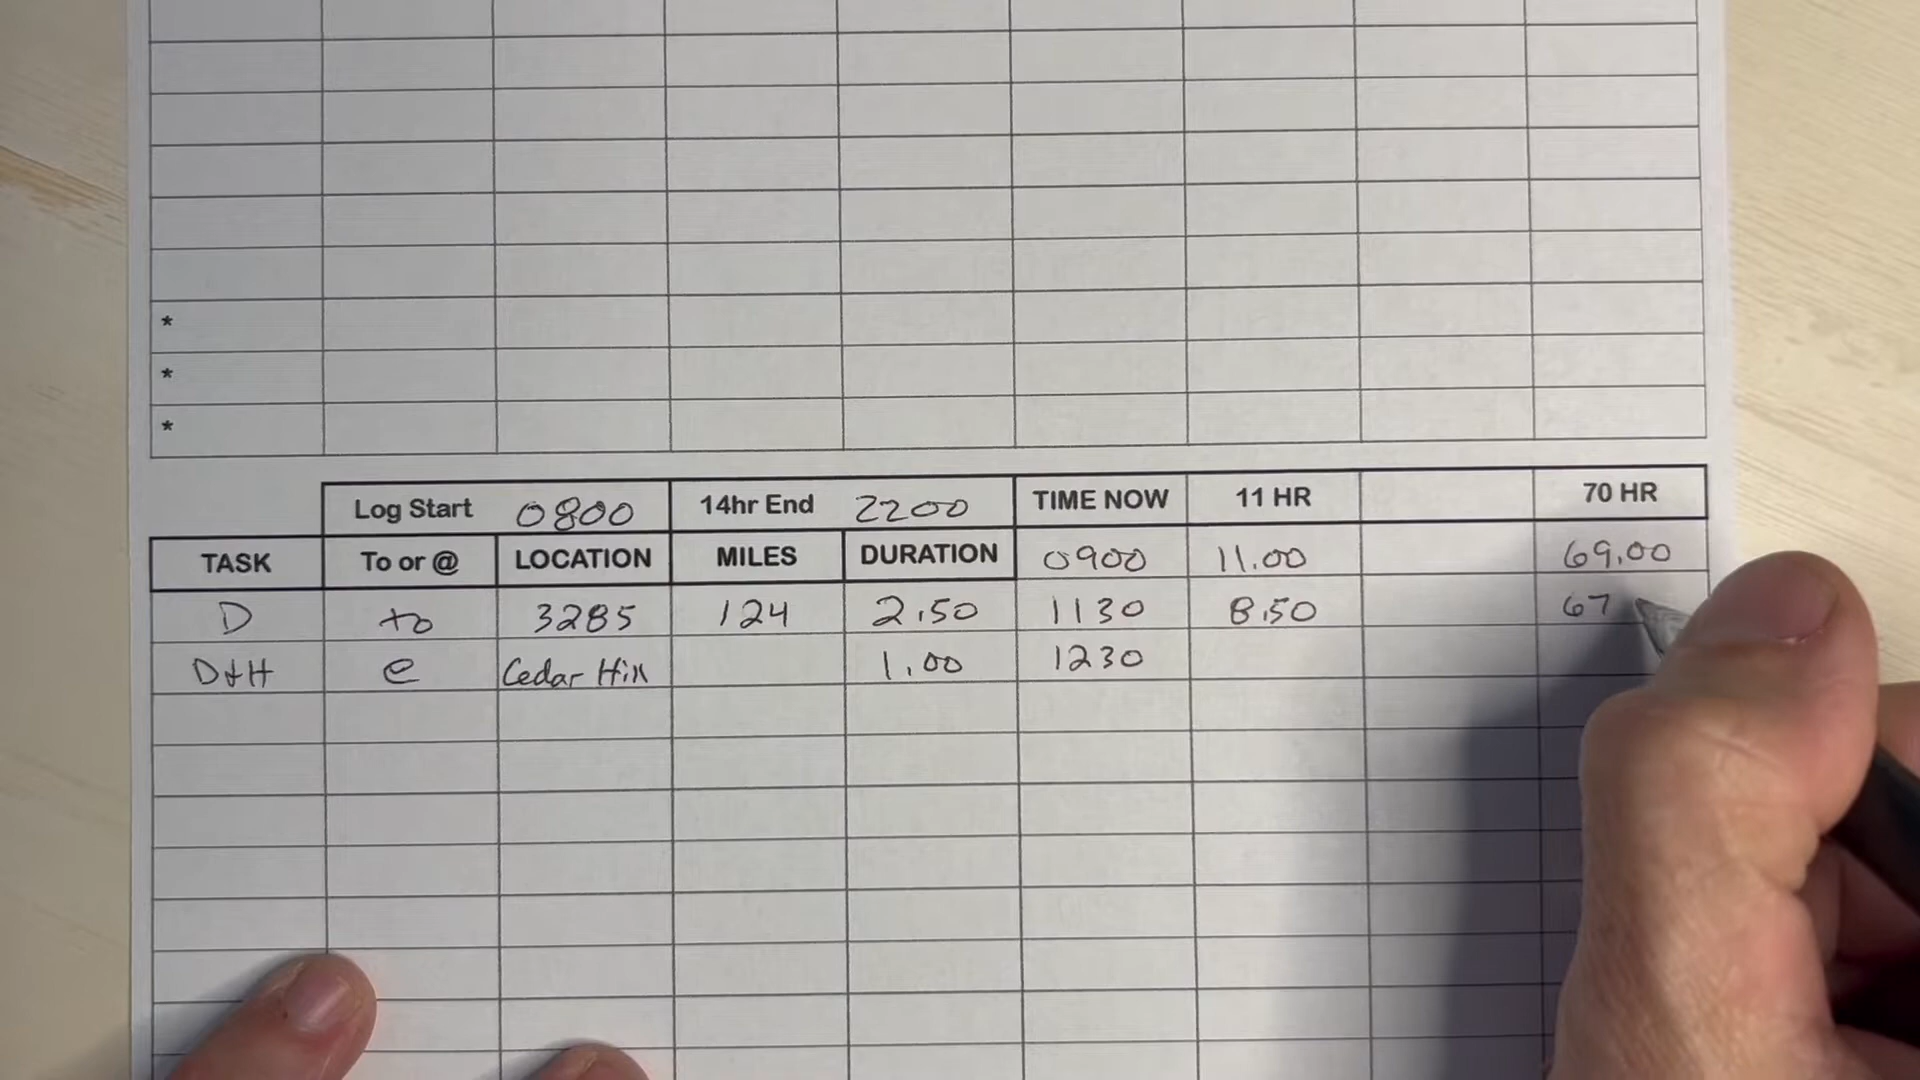 *
*
*
Log Start 0800 14hr End 2200 TIME NOW 11 HR 70 HR
TASK To or @ LOCATION MILES DURATION 0900 11.00 69.00
D to 3285 124 2.50 1130 8.50 67
D+H @ Cedar Hill 1.00 1230